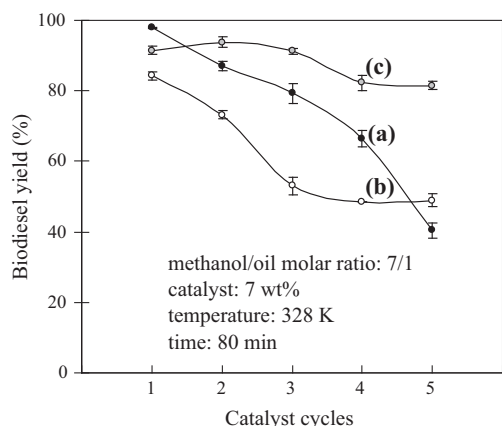 100
80
60
40
20
0
Biodiesel yield (%)
(c)
(a)
(b)
methanol/oil molar ratio: 7/1
catalyst: 7 wt%
temperature: 328 K
time: 80 min
1 2 3 4 5
Catalyst cycles